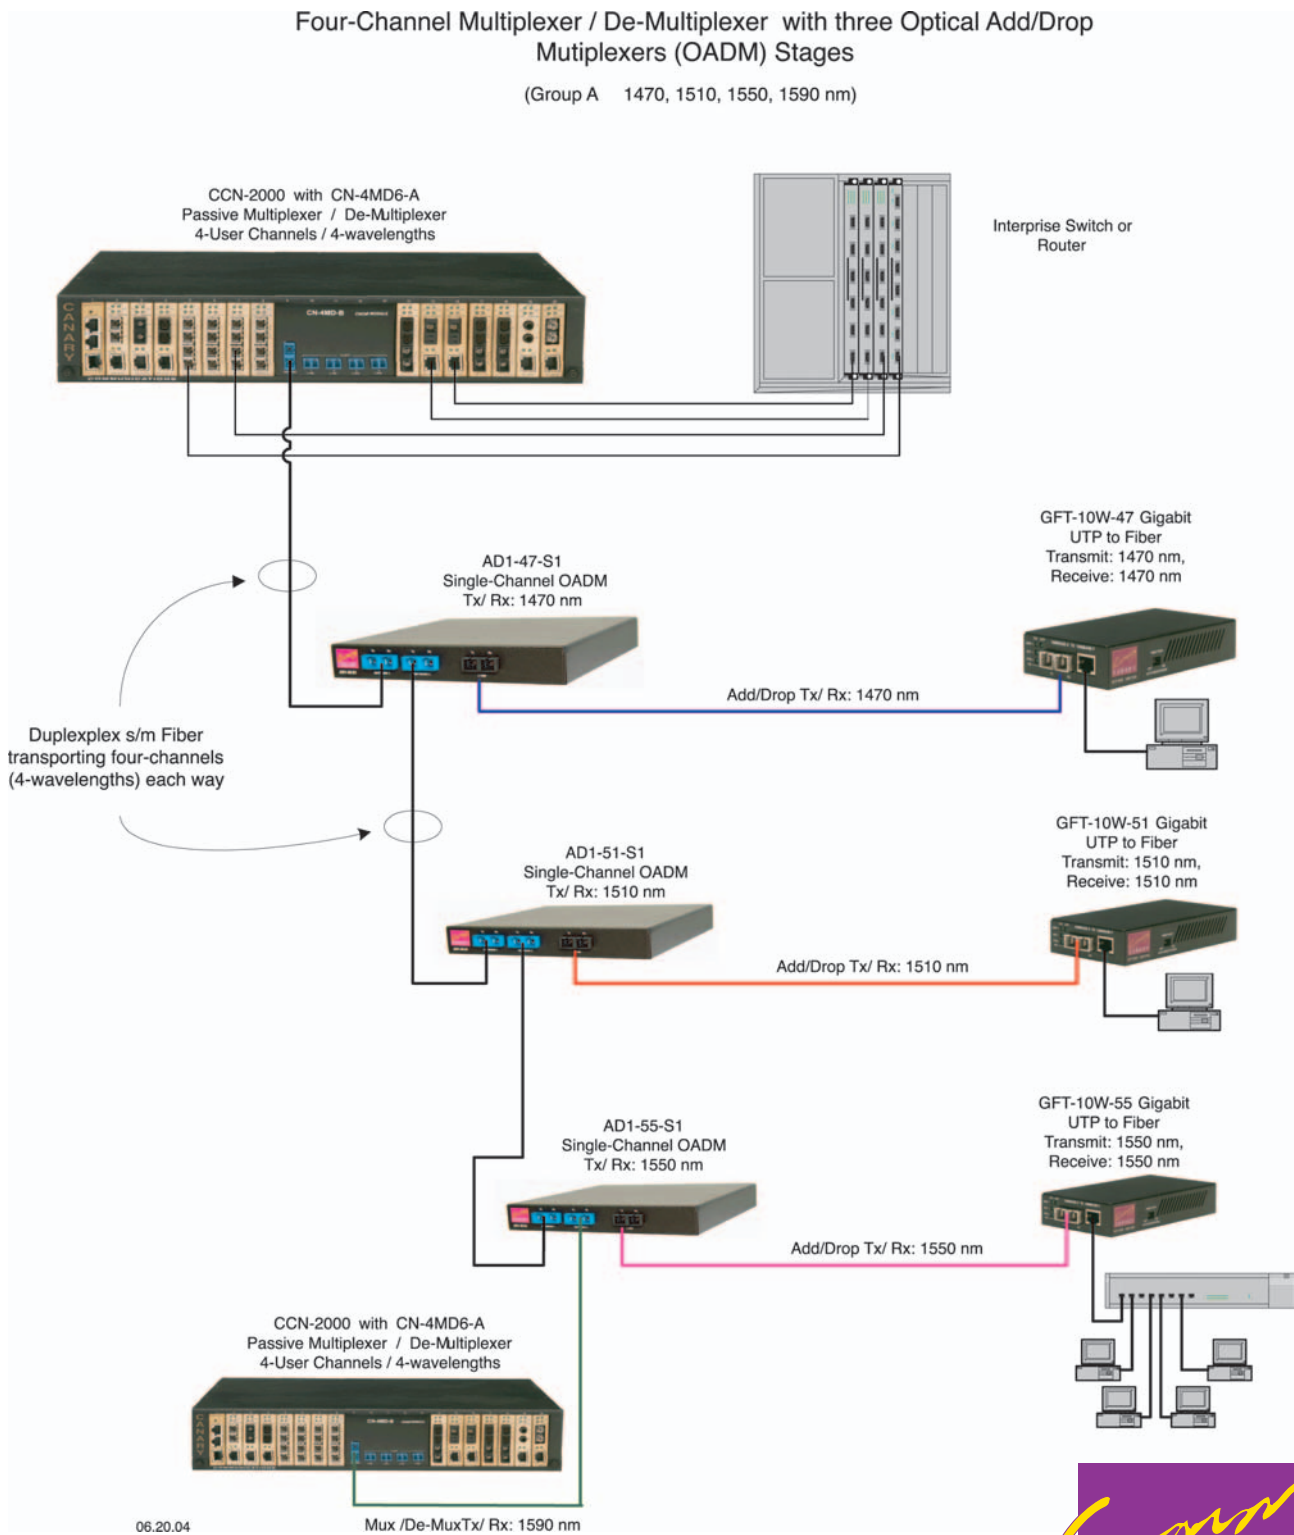 Four-Channel Multiplexer / De-Multiplexer with three Optical Add/Drop
Mutiplexers (OADM) Stages
(Group A 1470, 1510, 1550, 1590 nm)
CCN-2000 with CN-4MD6-A
Passive Multiplexer / De-Multiplexer
4-User Channels / 4-wavelengths
Interprise Switch or
Router
CANARY
CN-4MD-B
GFT-10W-47 Gigabit
UTP to Fiber
Transmit: 1470 nm,
Receive: 1470 nm
AD1-47-S1
Single-Channel OADM
Tx/ Rx: 1470 nm
Add/Drop Tx/ Rx: 1470 nm
Duplexplex s/m Fiber
transporting four-channels
(4-wavelengths) each way
GFT-10W-51 Gigabit
UTP to Fiber
Transmit: 1510 nm,
Receive: 1510 nm
AD1-51-S1
Single-Channel OADM
Tx/ Rx: 1510 nm
Add/Drop Tx/ Rx: 1510 nm
GFT-10W-55 Gigabit
UTP to Fiber
Transmit: 1550 nm,
Receive: 1550 nm
AD1-55-S1
Single-Channel OADM
Tx/ Rx: 1550 nm
Add/Drop Tx/ Rx: 1550 nm
CCN-2000 with CN-4MD6-A
Passive Multiplexer / De-Multiplexer
4-User Channels / 4-wavelengths
CANARY
CN-4MD-B
06.20.04
Mux /De-MuxTx/ Rx: 1590 nm